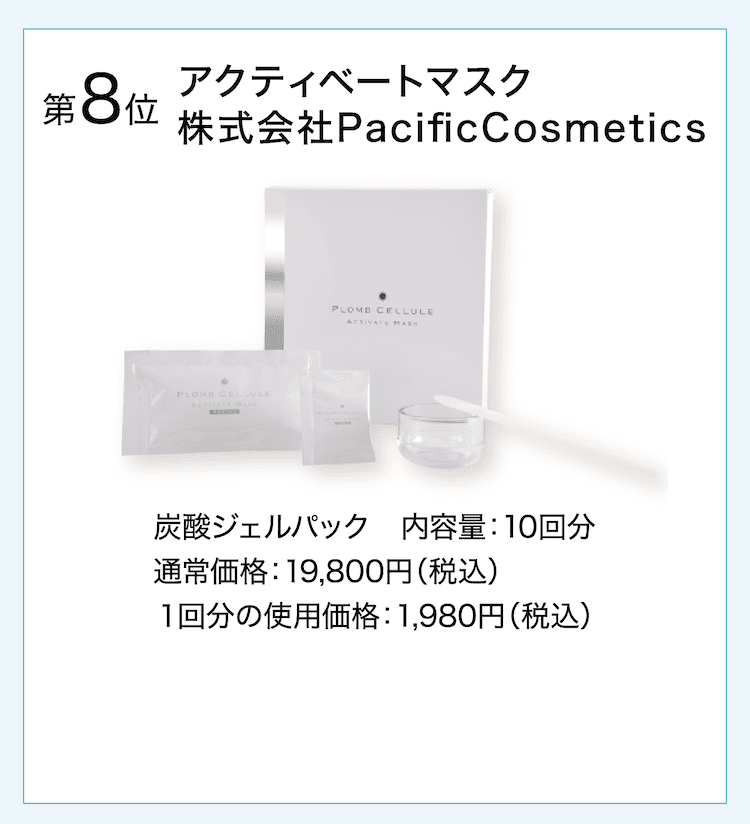 第8位
アクティベートマスク
株式会社PacificCosmetics
PLOMB CELLULE
ACTIVATE MASK
PLOMB CELLULE
ACTIVATE MASK
PLOMB CELLULE
炭酸ジェルパック　内容量：10回分
通常価格：19,800円（税込）
1回分の使用価格：1,980円（税込）